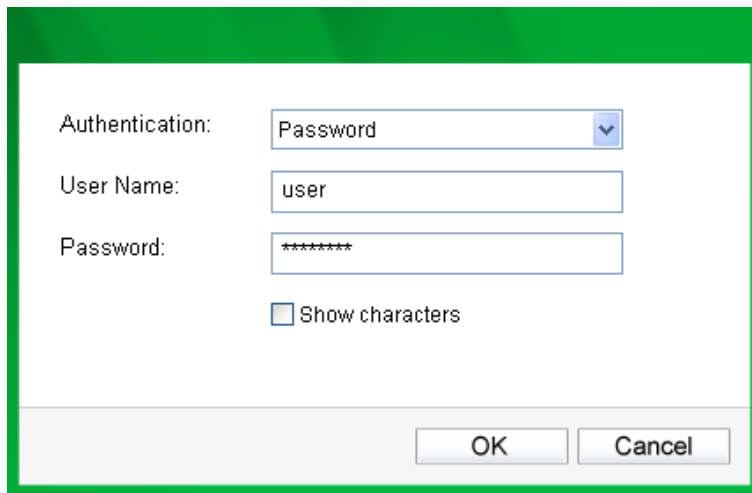 Authentication: Password
User Name: user
Password: ********
Show characters
OK Cancel